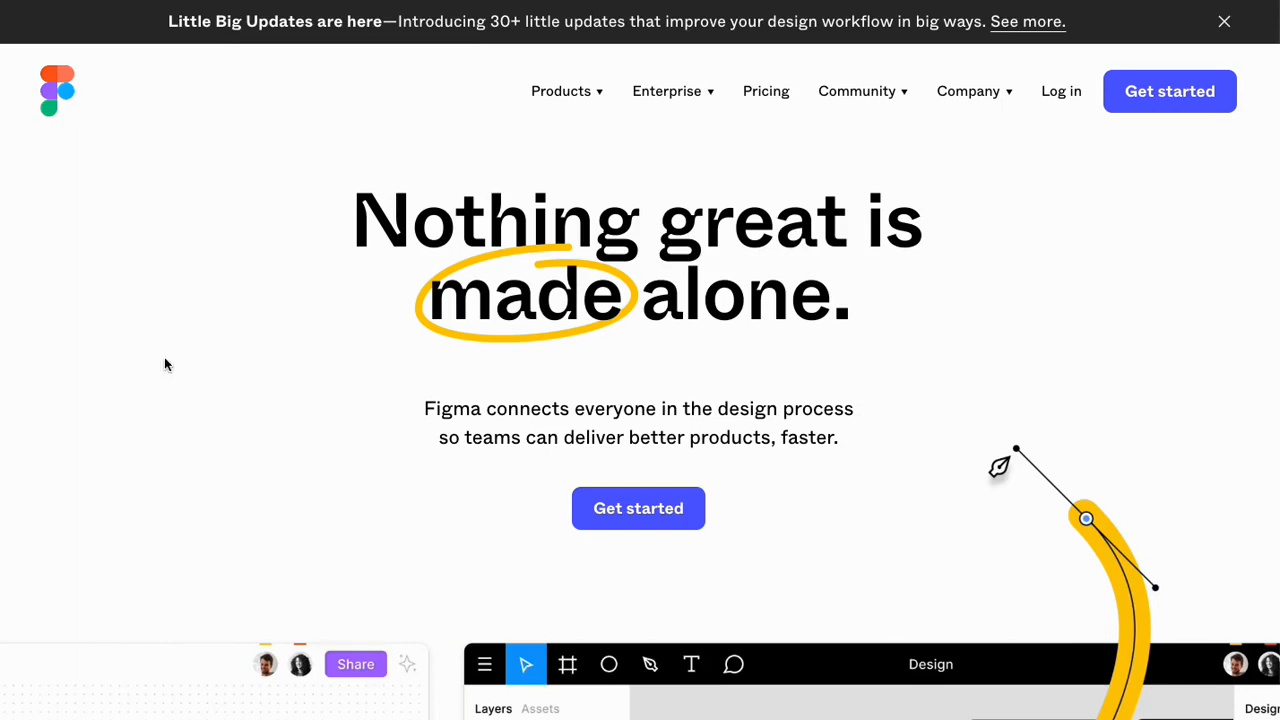 Little Big Updates are here—Introducing 30+ little updates that improve your design workflow in big ways. See more.
Products Enterprise Pricing Community Company Log in Get started
Nothing great is
made alone.
Figma connects everyone in the design process
so teams can deliver better products, faster.
Get started
Share
Design
Layers Assets
Design